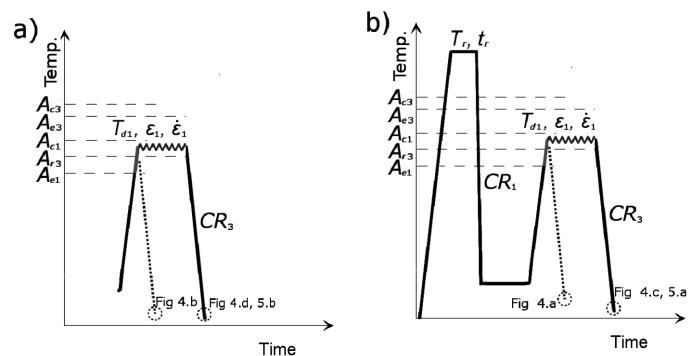 a)
Temp.
Ac3
Ae3
Ac1
Ar3
Ae1
Td1, ε1, ε̇1
CR3
Fig 4.b
Fig 4.d, 5.b
Time
b)
Temp.
Tr, tr
Ac3
Ae3
Ac1
Ar3
Ae1
Td1, ε1, ε̇1
CR1
CR3
Fig 4.a
Fig 4.c, 5.a
Time